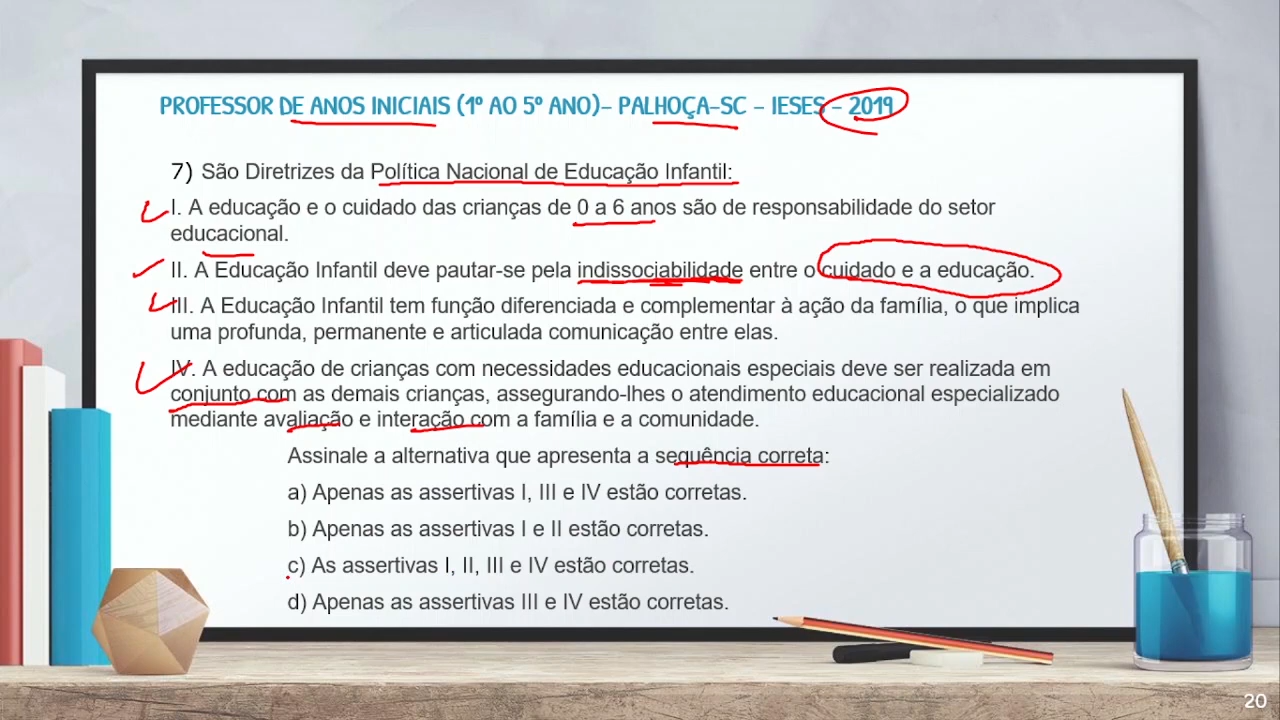 PROFESSOR DE ANOS INICIAIS (1º AO 5º ANO)– PALHOÇA-SC – IESES – 2019
7) São Diretrizes da Política Nacional de Educação Infantil:
I. A educação e o cuidado das crianças de 0 a 6 anos são de responsabilidade do setor
educacional.
II. A Educação Infantil deve pautar-se pela indissociabilidade entre o cuidado e a educação.
III. A Educação Infantil tem função diferenciada e complementar à ação da família, o que implica
uma profunda, permanente e articulada comunicação entre elas.
IV. A educação de crianças com necessidades educacionais especiais deve ser realizada em
conjunto com as demais crianças, assegurando-lhes o atendimento educacional especializado
mediante avaliação e interação com a família e a comunidade.
Assinale a alternativa que apresenta a sequência correta:
a) Apenas as assertivas I, III e IV estão corretas.
b) Apenas as assertivas I e II estão corretas.
c) As assertivas I, II, III e IV estão corretas.
d) Apenas as assertivas III e IV estão corretas.
20